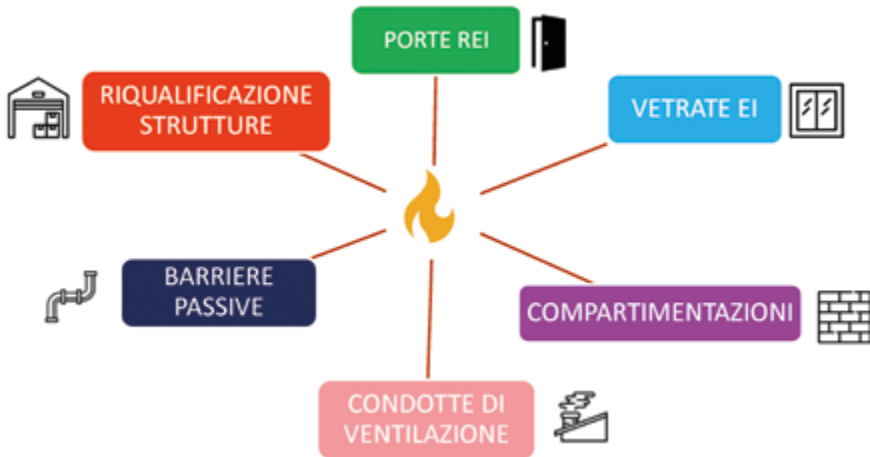 PORTE REI
RIQUALIFICAZIONE
STRUTTURE
VETRATE EI
BARRIERE
PASSIVE
COMPARTIMENTAZIONI
CONDOTTE DI
VENTILAZIONE